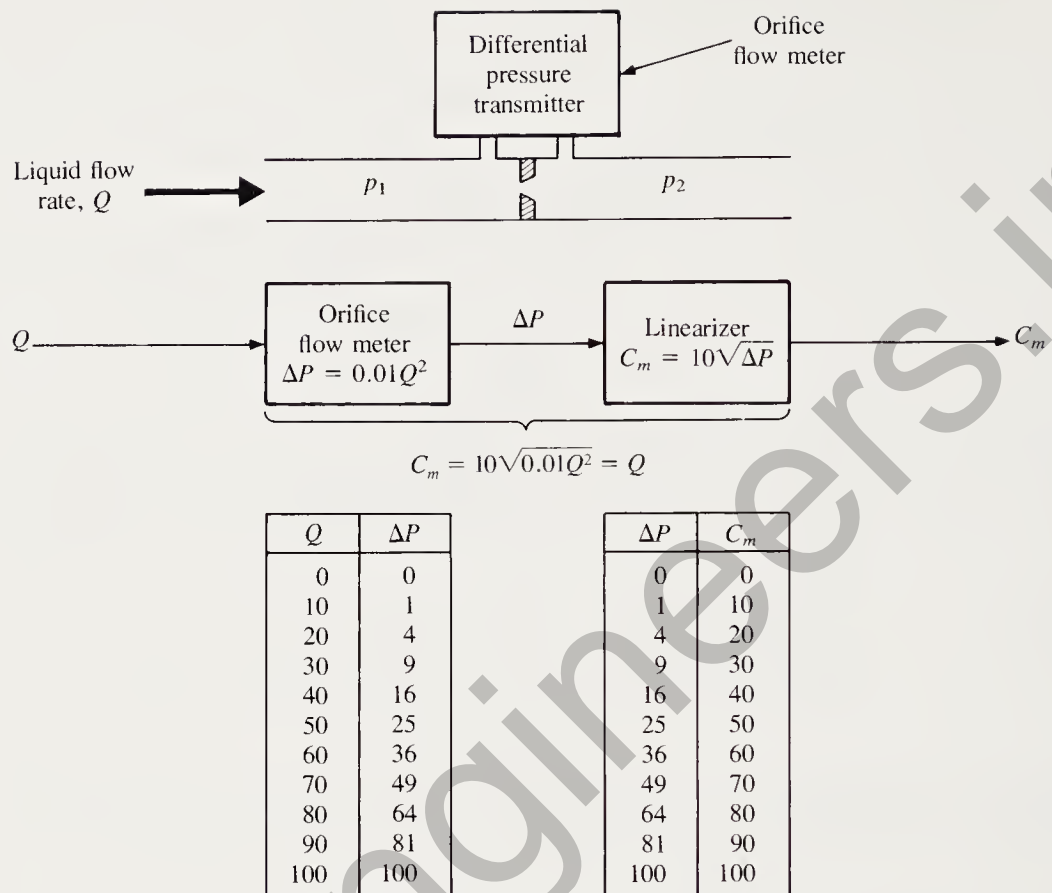 Differential
pressure
transmitter
Orifice
flow meter
Liquid flow
rate, Q
p₁
p₂
Q
Orifice
flow meter
ΔP = 0.01Q²
ΔP
Linearizer
Cₘ = 10√ΔP
Cₘ
Cₘ = 10√0.01Q² = Q
Q ΔP
0 0
10 1
20 4
30 9
40 16
50 25
60 36
70 49
80 64
90 81
100 100
ΔP Cₘ
0 0
1 10
4 20
9 30
16 40
25 50
36 60
49 70
64 80
81 90
100 100